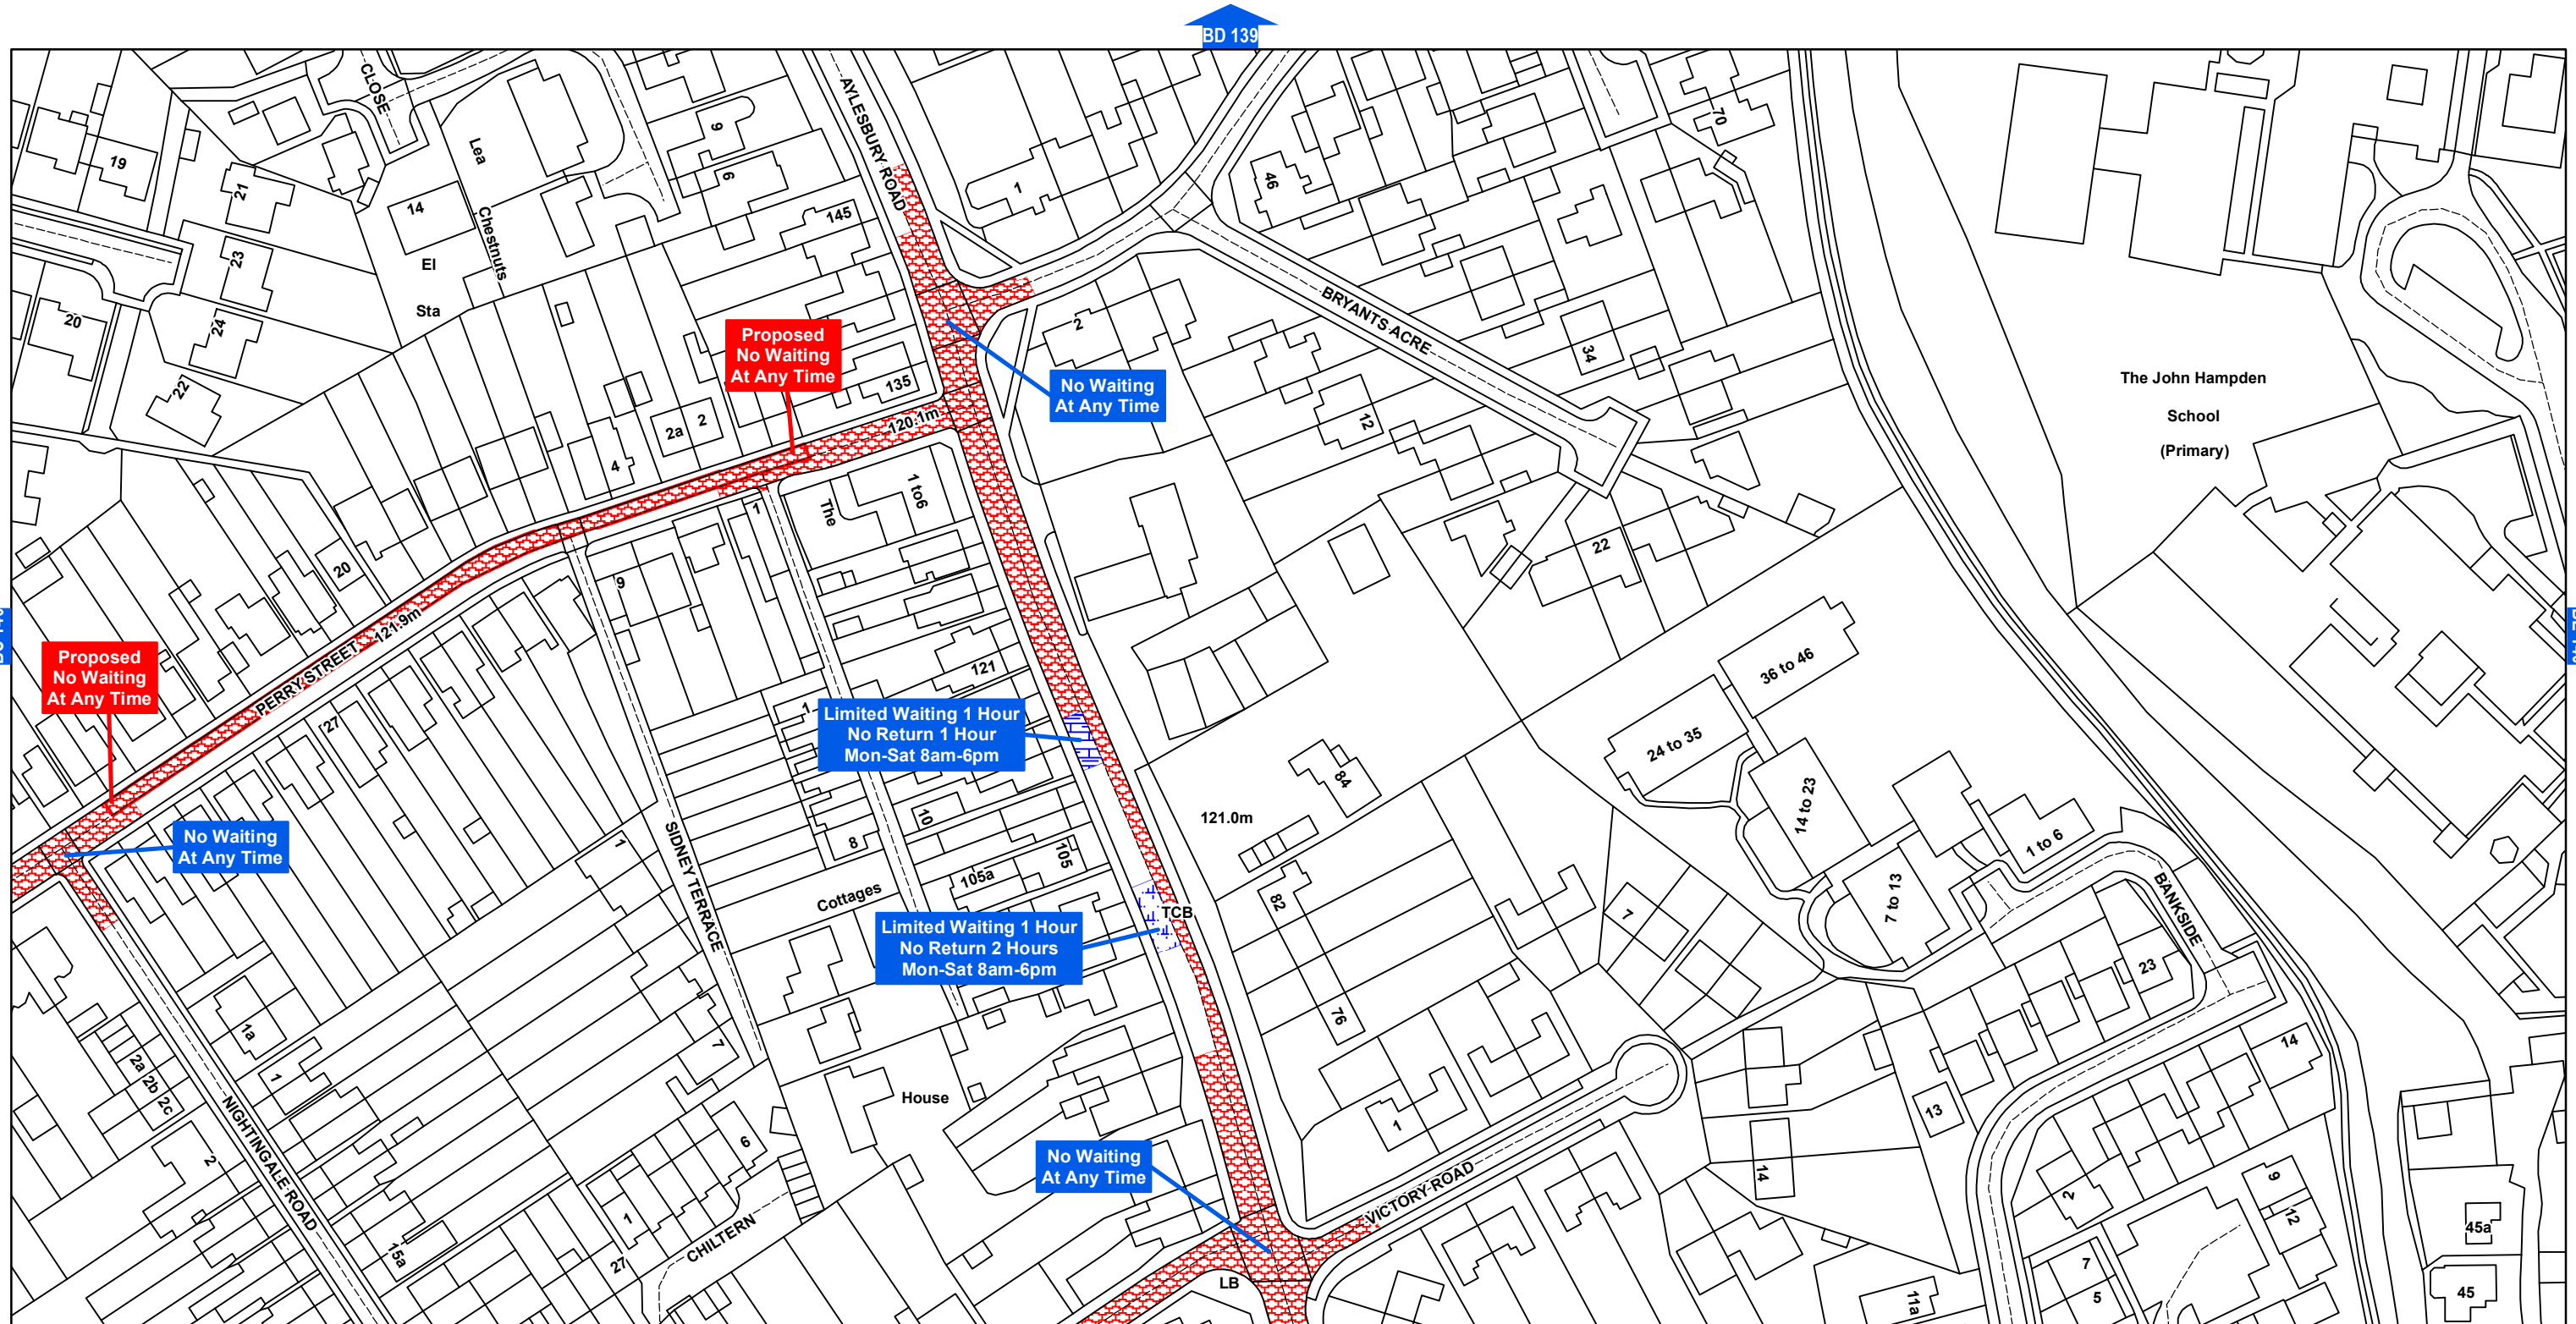 BD 139
CLOSE
Lea
Chestnuts
AYLESBURY ROAD
19
21
14
El
Sta
23
20
24
22
9
6
145
1
46
70
2
BRYANTS ACRE
34
12
22
Proposed
No Waiting
At Any Time
135
No Waiting
At Any Time
120.1m
2a
2
4
The
1 to6
1
The John Hampden
School
(Primary)
20
9
121.9m
PERRY STREET
Proposed
No Waiting
At Any Time
27
121
1
Limited Waiting 1 Hour
No Return 1 Hour
Mon-Sat 8am-6pm
36 to 46
24 to 35
14 to 23
84
121.0m
No Waiting
At Any Time
10
8
1
SIDNEY TERRACE
Cottages
105a
105
TCB
Limited Waiting 1 Hour
No Return 2 Hours
Mon-Sat 8am-6pm
82
76
7
7 to 13
1 to 6
BANKSIDE
23
14
13
1a
1
2a
2b
2c
7
House
NIGHTINGALE ROAD
2
15a
1
6
27
CHILTERN
No Waiting
At Any Time
1
VICTORY ROAD
LB
14
2
9
12
7
5
11a
45a
45